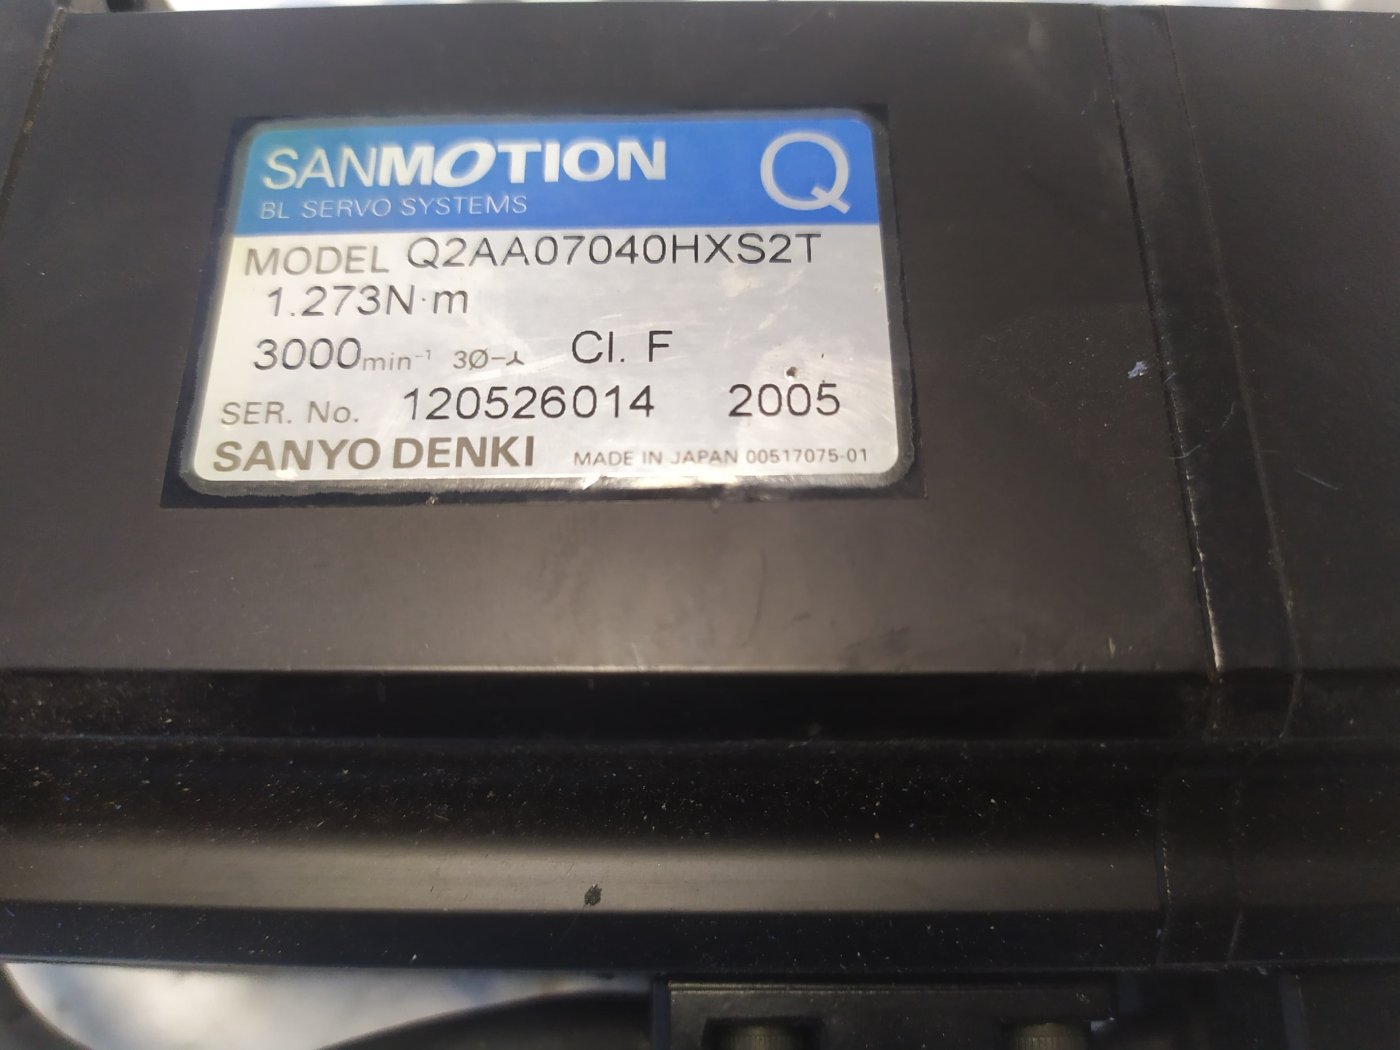 SANMOTION Q
BL SERVO SYSTEMS
MODEL Q2AA07040HXS2T
1.273N·m
3000min⁻¹ 3Ø-⅄ Cl. F
SER. No. 120526014 2005
SANYO DENKI MADE IN JAPAN 00517075-01